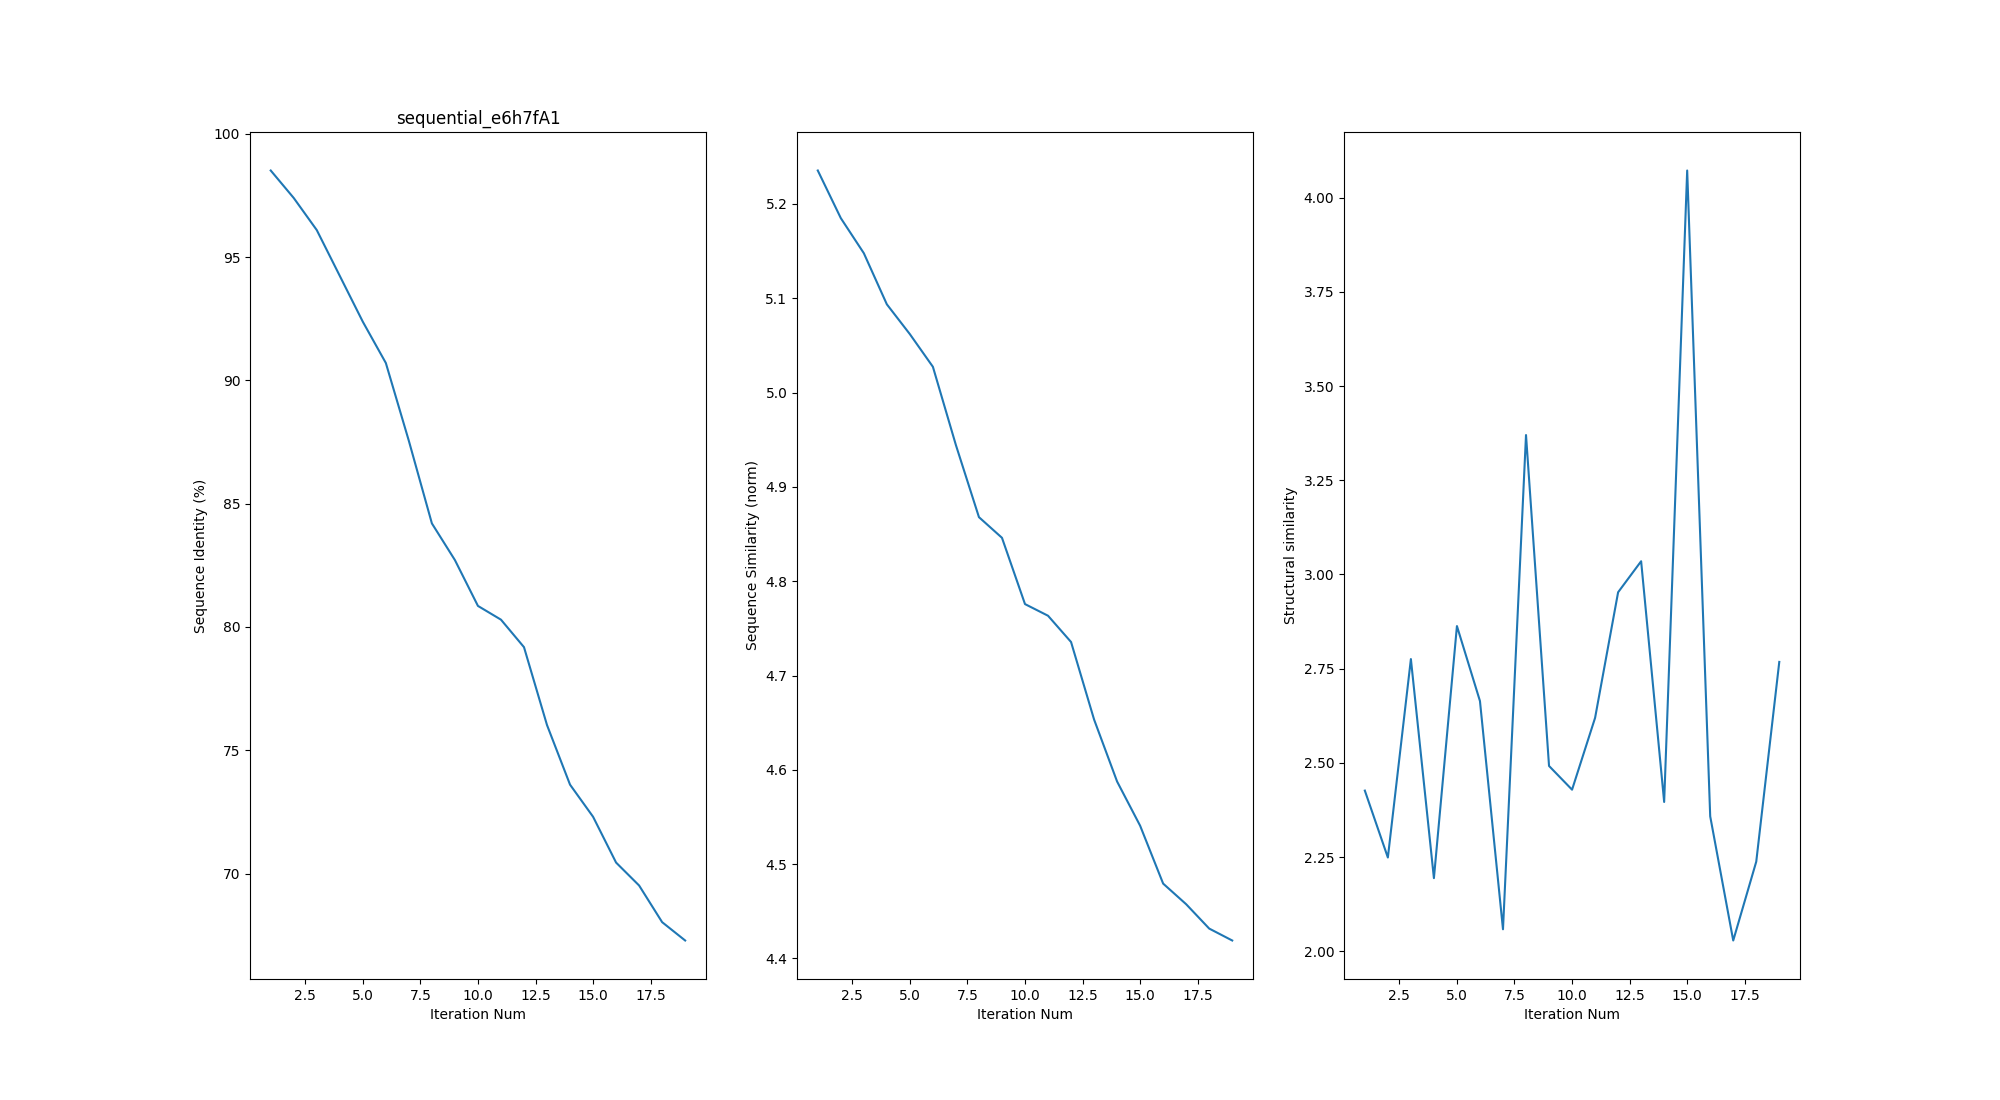 sequential_e6h7fA1
100
95
90
85
80
75
70
Sequence Identity (%)
2.5 5.0 7.5 10.0 12.5 15.0 17.5
Iteration Num
5.2
5.1
5.0
4.9
4.8
4.7
4.6
4.5
4.4
Sequence Similarity (norm)
2.5 5.0 7.5 10.0 12.5 15.0 17.5
Iteration Num
4.00
3.75
3.50
3.25
3.00
2.75
2.50
2.25
2.00
Structural similarity
2.5 5.0 7.5 10.0 12.5 15.0 17.5
Iteration Num